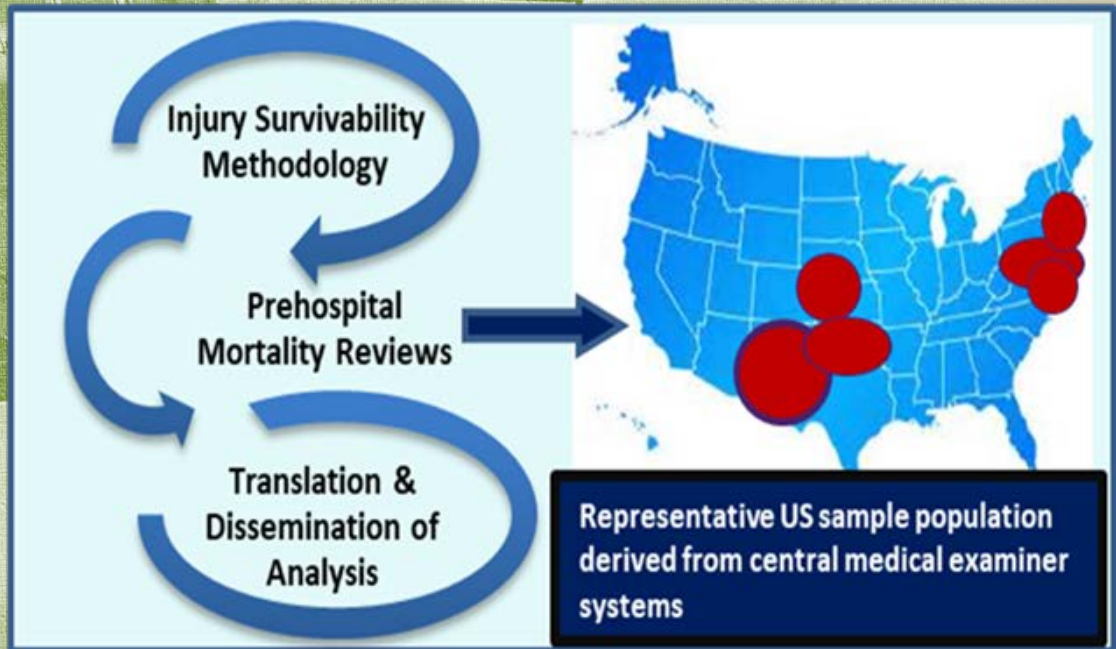 Injury Survivability
Methodology
Prehospital
Mortality Reviews
Translation &
Dissemination of
Analysis
Representative US sample population
derived from central medical examiner
systems